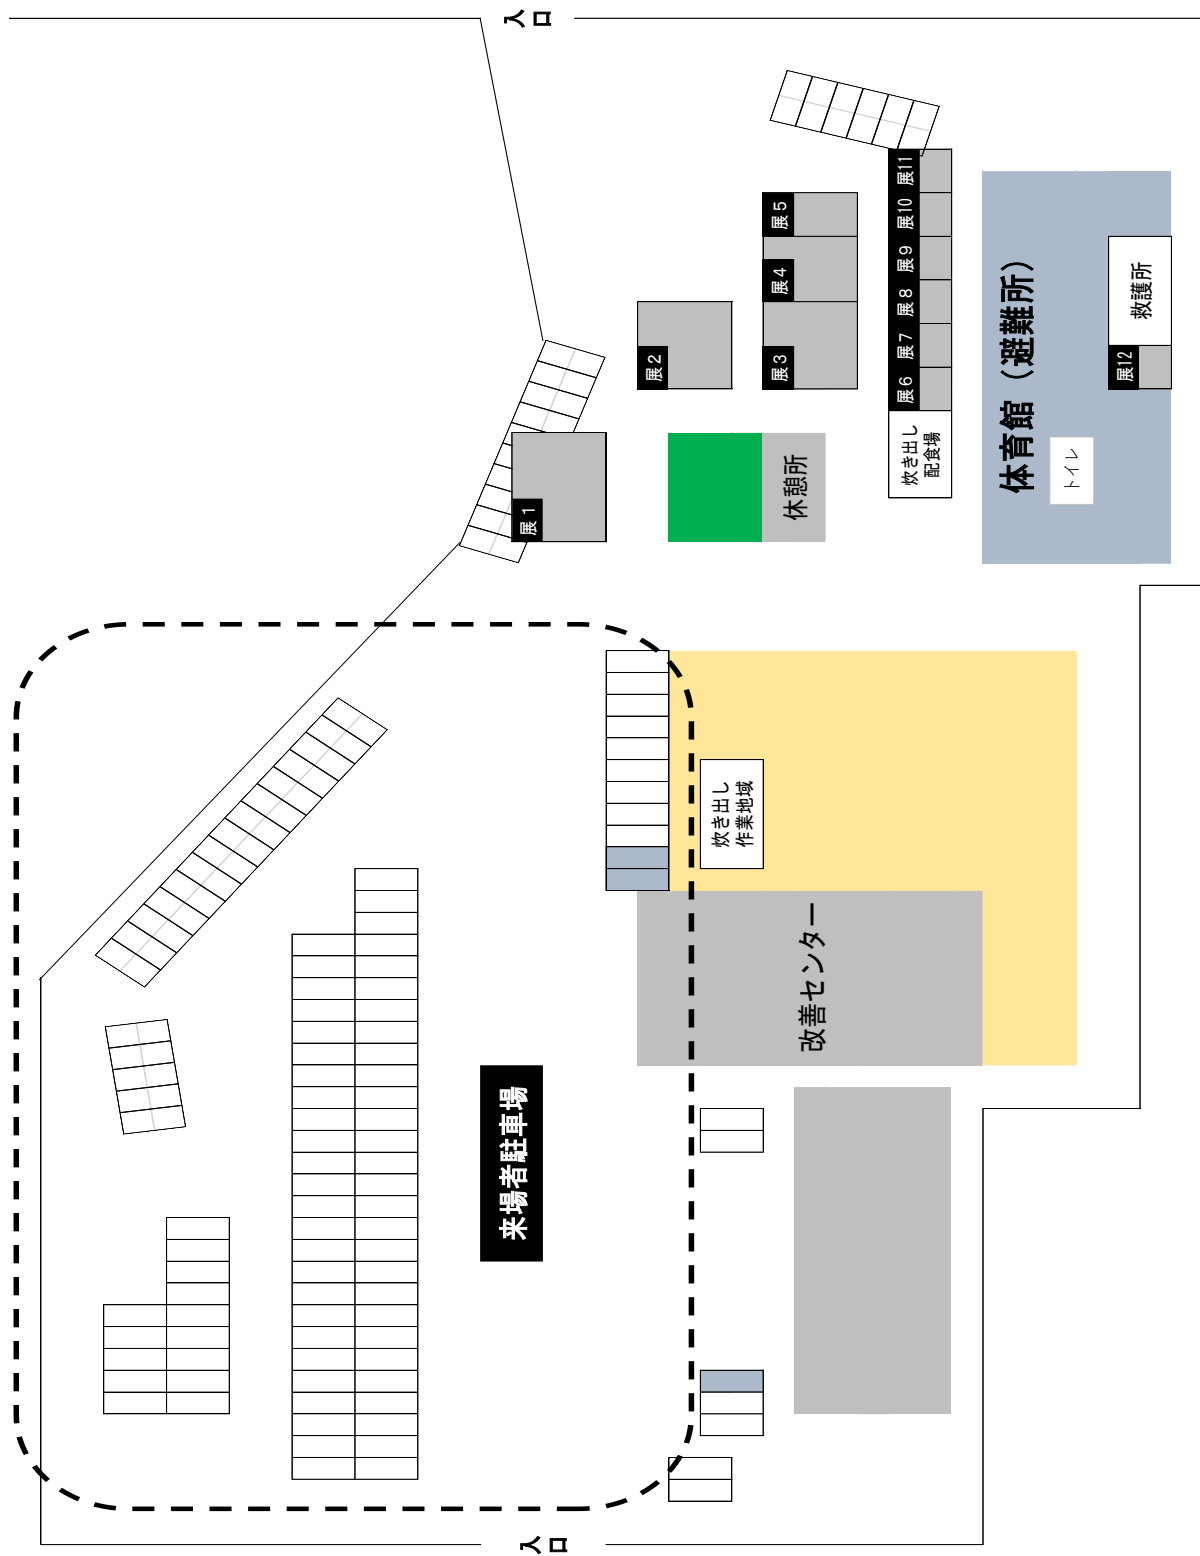 入口
展1
展2
展3
展4
展5
展6
展7
展8
展9
展10
展11
展12
救護所
体育館（避難所）
トイレ
炊き出し
配食場
休憩所
炊き出し
作業地域
改善センター
来場者駐車場
入口